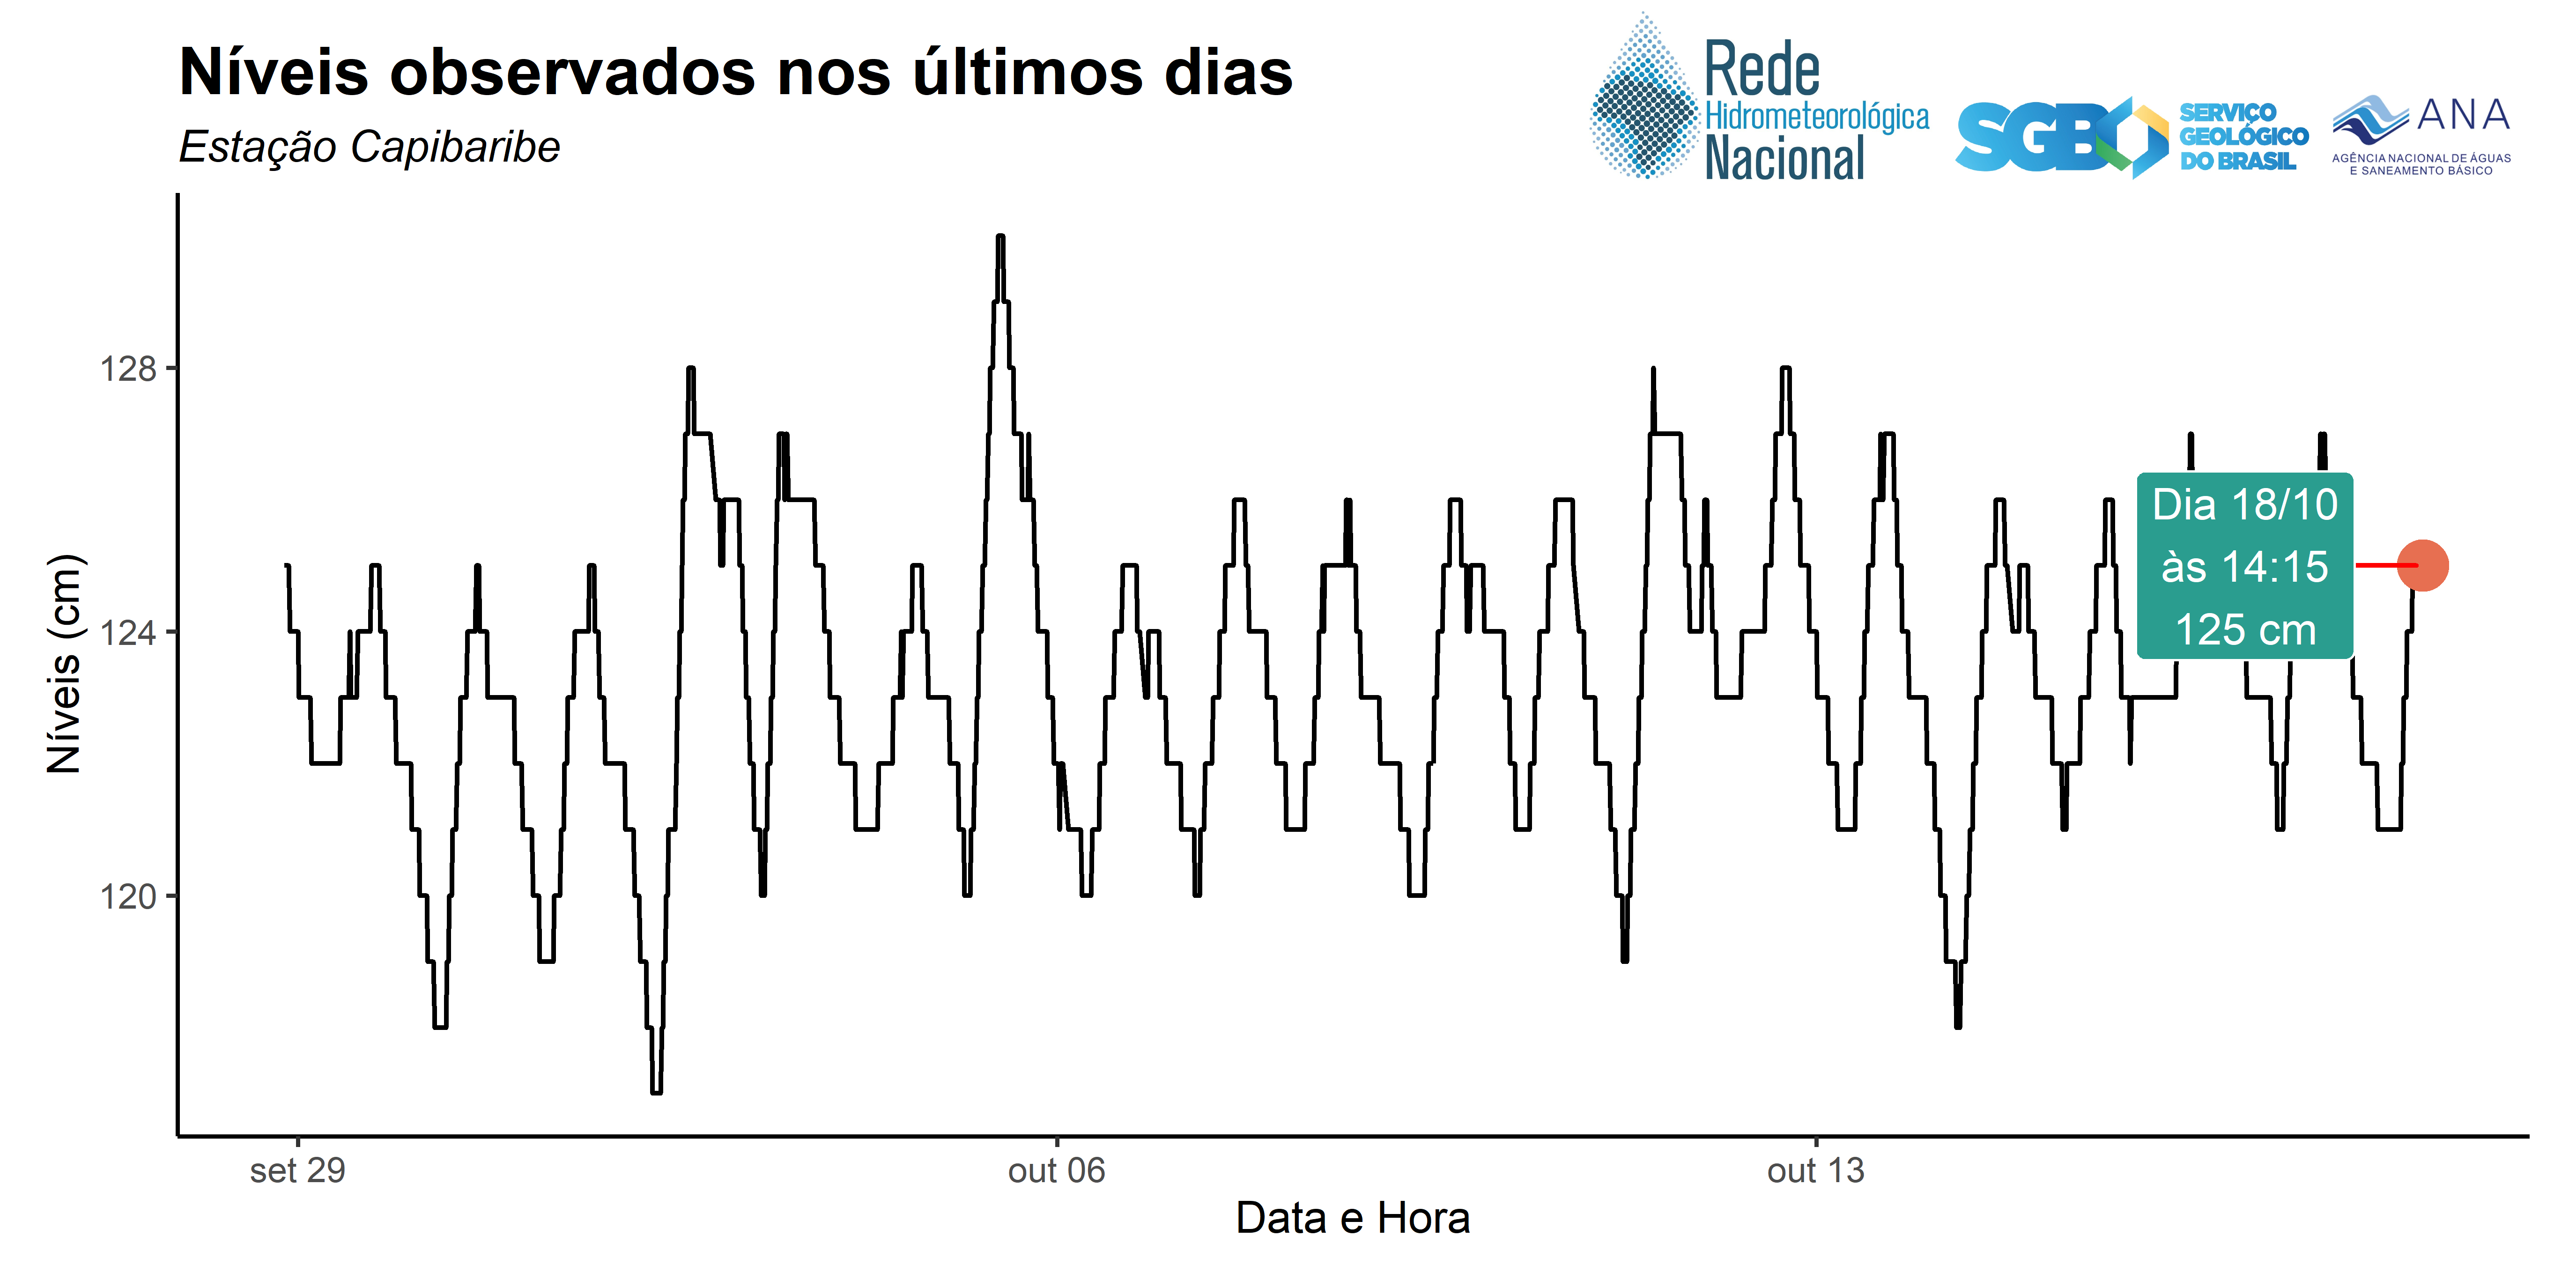 Níveis observados nos últimos dias
Estação Capibaribe
Rede
Hidrometeorológica
Nacional
SGB
SERVIÇO
GEOLÓGICO
DO BRASIL
ANA
AGÊNCIA NACIONAL DE ÁGUAS
E SANEAMENTO BÁSICO
Níveis (cm)
128
124
120
Dia 18/10
às 14:15
125 cm
set 29
out 06
out 13
Data e Hora